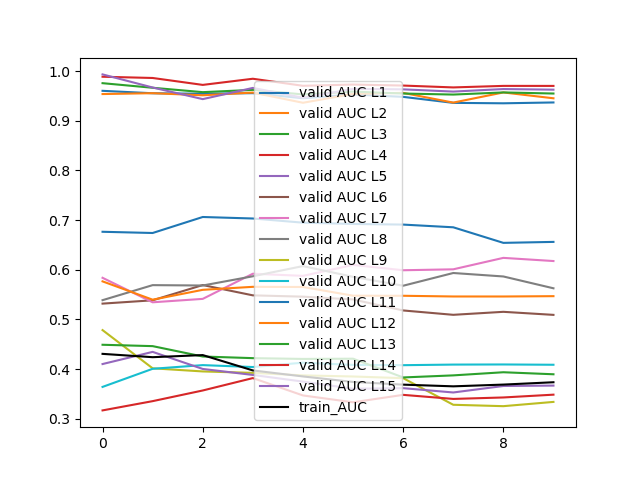 1.0
0.9
0.8
0.7
0.6
0.5
0.4
0.3
valid AUC L1
valid AUC L2
valid AUC L3
valid AUC L4
valid AUC L5
valid AUC L6
valid AUC L7
valid AUC L8
valid AUC L9
valid AUC L10
valid AUC L11
valid AUC L12
valid AUC L13
valid AUC L14
valid AUC L15
train_AUC
0 2 4 6 8